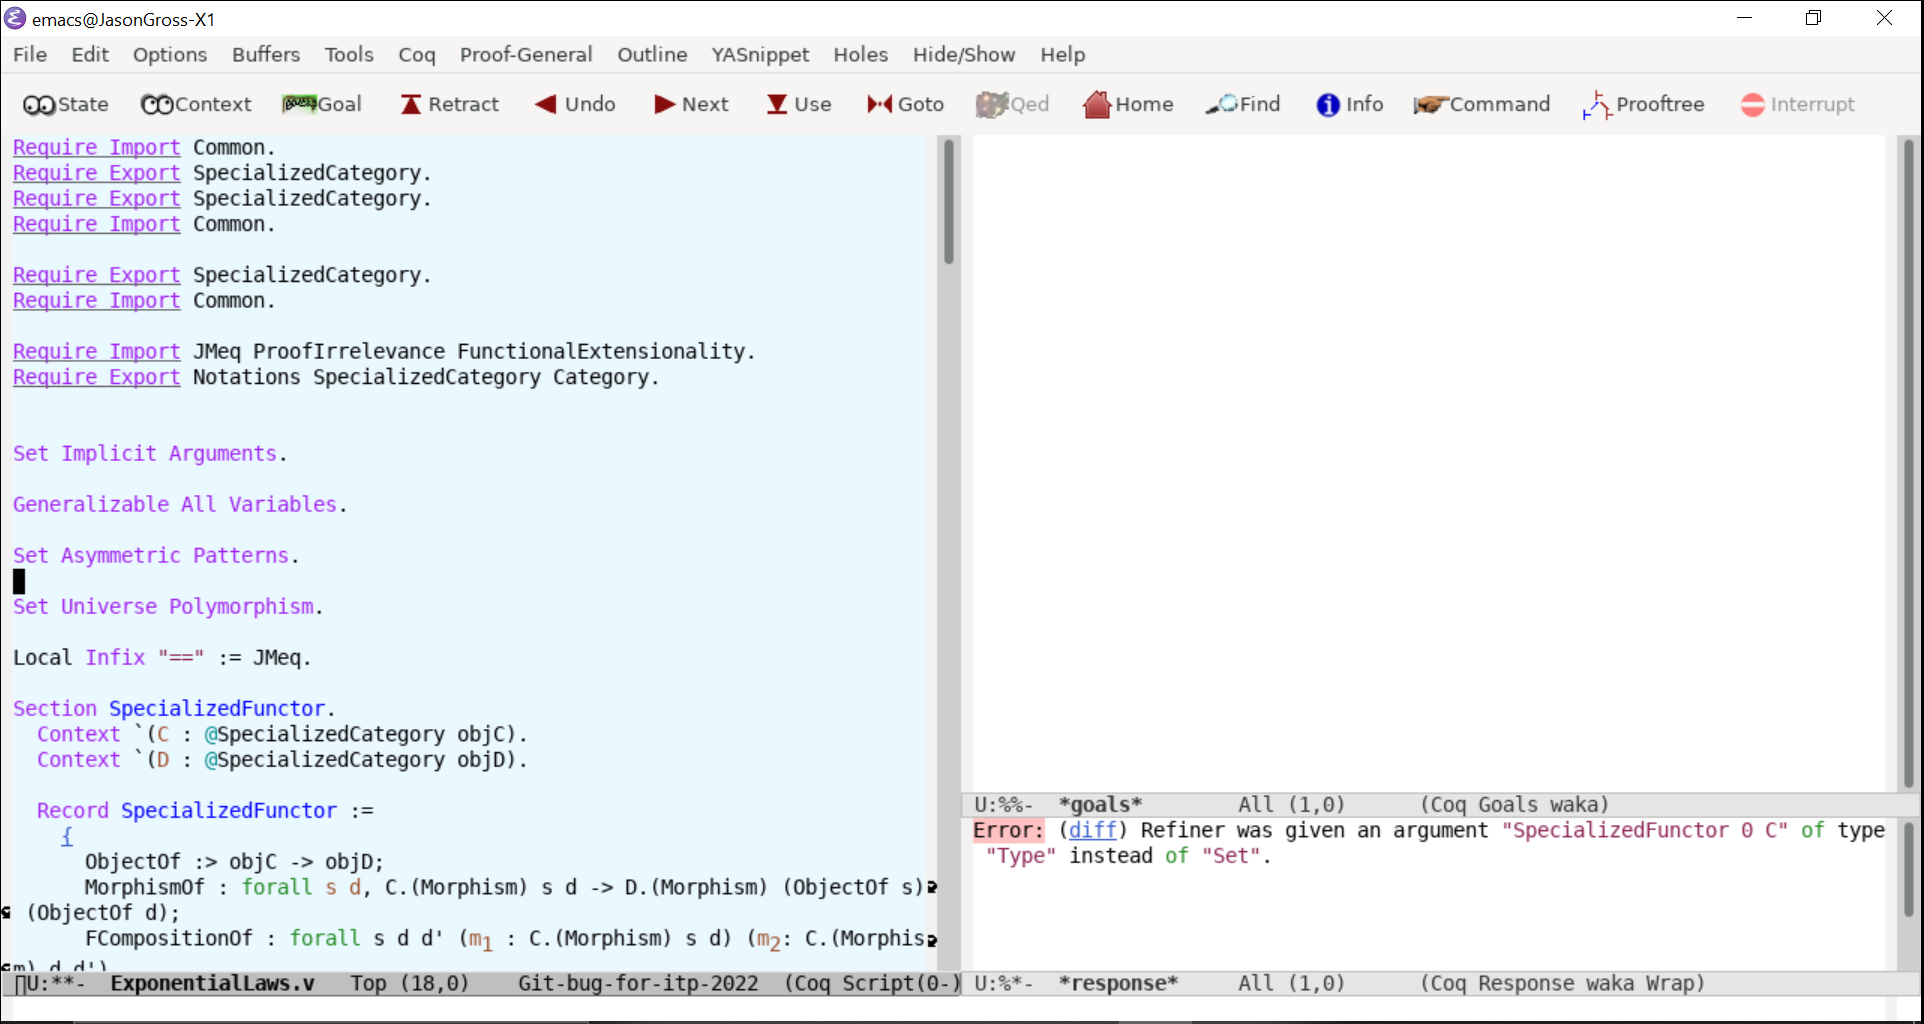 emacs@JasonGross-X1
File Edit Options Buffers Tools Coq Proof-General Outline YASnippet Holes Hide/Show Help
State Context Goal Retract Undo Next Use Goto Qed Home Find Info Command Prooftree Interrupt
Require Import Common.
Require Export SpecializedCategory.
Require Export SpecializedCategory.
Require Import Common.
Require Export SpecializedCategory.
Require Import Common.
Require Import JMeq ProofIrrelevance FunctionalExtensionality.
Require Export Notations SpecializedCategory Category.
Set Implicit Arguments.
Generalizable All Variables.
Set Asymmetric Patterns.
Set Universe Polymorphism.
Local Infix "==" := JMeq.
Section SpecializedFunctor.
Context `(C : @SpecializedCategory objC).
Context `(D : @SpecializedCategory objD).
Record SpecializedFunctor :=
{
ObjectOf :> objC -> objD;
MorphismOf : forall s d, C.(Morphism) s d -> D.(Morphism) (ObjectOf s)
(ObjectOf d);
FCompositionOf : forall s d d' (m₁ : C.(Morphism) s d) (m₂: C.(Morphis
m) d d')
U:**- ExponentialLaws.v Top (18,0) Git-bug-for-itp-2022 (Coq Script(0-)
U:%%- *goals* All (1,0) (Coq Goals waka)
Error: (diff) Refiner was given an argument "SpecializedFunctor 0 C" of type
"Type" instead of "Set".
U:%*- *response* All (1,0) (Coq Response waka Wrap)